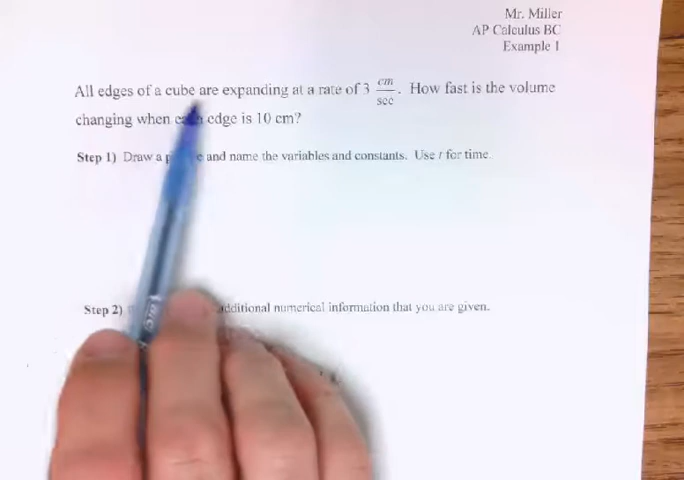 Mr. Miller
AP Calculus BC
Example 1
All edges of a cube are expanding at a rate of 3 cm/sec. How fast is the volume
changing when edge is 10 cm?
Step 1) Draw a and name the variables and constants. Use t for time.
Step 2) additional numerical information that you are given.